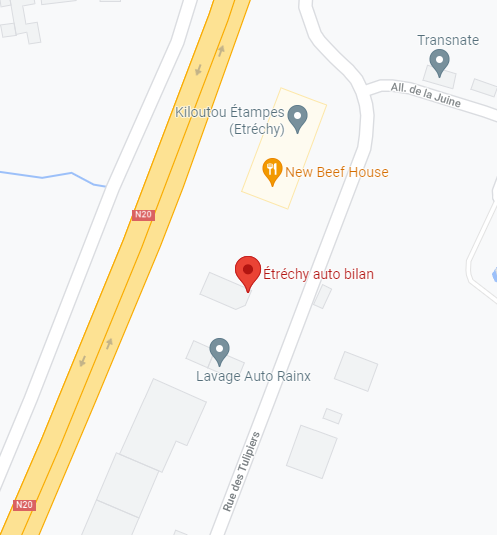 Transnate
All. de la Juine
Kiloutou Étampes
(Etréchy)
New Beef House
N20
Étréchy auto bilan
Lavage Auto Rainx
Rue des Tulipiers
N20